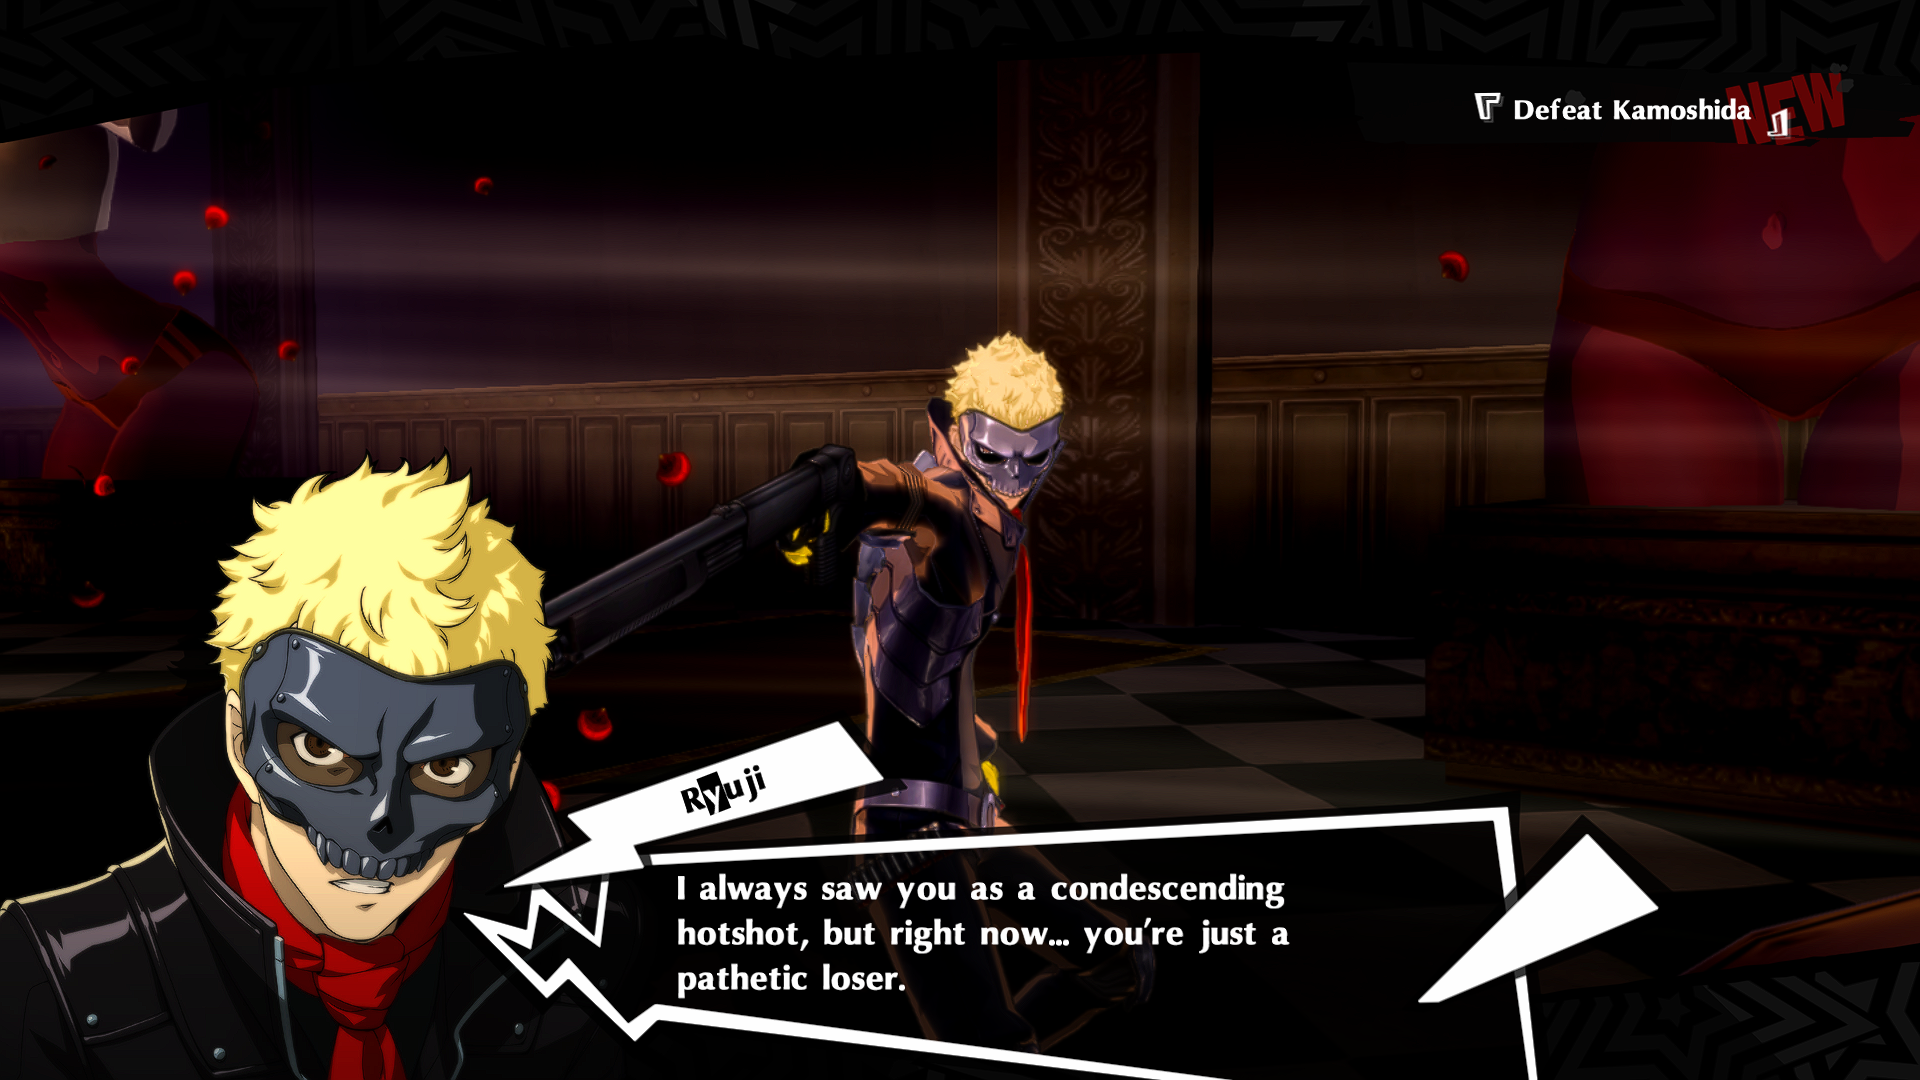 Defeat Kamoshida
NEW
Ryuji
I always saw you as a condescending
hotshot, but right now... you're just a
pathetic loser.